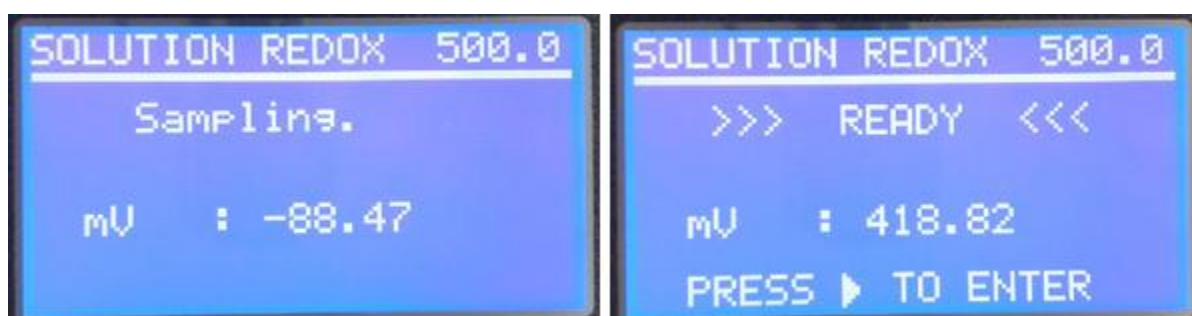 SOLUTION REDOX 500.0
Sampling.
mV : -88.47
SOLUTION REDOX 500.0
>>> READY <<<
mV : 418.82
PRESS ▶ TO ENTER